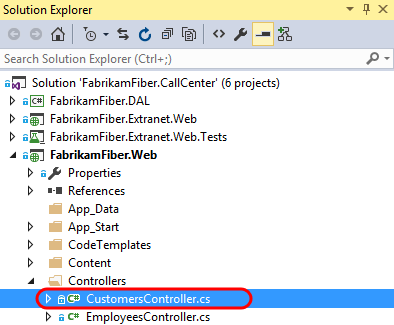 Solution Explorer
Search Solution Explorer (Ctrl+;)
Solution 'FabrikamFiber.CallCenter' (6 projects)
FabrikamFiber.DAL
FabrikamFiber.Extranet.Web
FabrikamFiber.Extranet.Web.Tests
FabrikamFiber.Web
Properties
References
App_Data
App_Start
CodeTemplates
Content
Controllers
C# CustomersController.cs
C# EmployeesController.cs